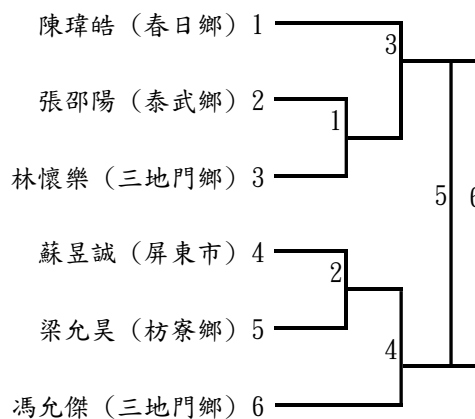 陳瑋皓（春日鄉）1
3
張邵陽（泰武鄉）2
1
林懷樂（三地門鄉）3
5
6
蘇昱誠（屏東市）4
2
梁允昊（枋寮鄉）5
4
馮允傑（三地門鄉）6